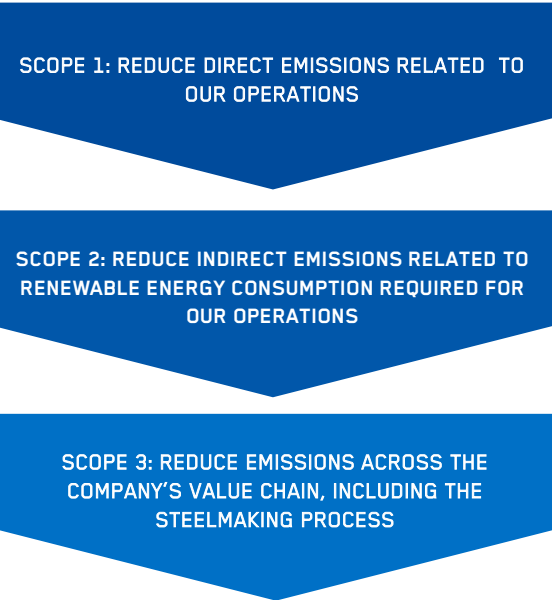 SCOPE 1: REDUCE DIRECT EMISSIONS RELATED TO
OUR OPERATIONS
SCOPE 2: REDUCE INDIRECT EMISSIONS RELATED TO
RENEWABLE ENERGY CONSUMPTION REQUIRED FOR
OUR OPERATIONS
SCOPE 3: REDUCE EMISSIONS ACROSS THE
COMPANY’S VALUE CHAIN, INCLUDING THE
STEELMAKING PROCESS